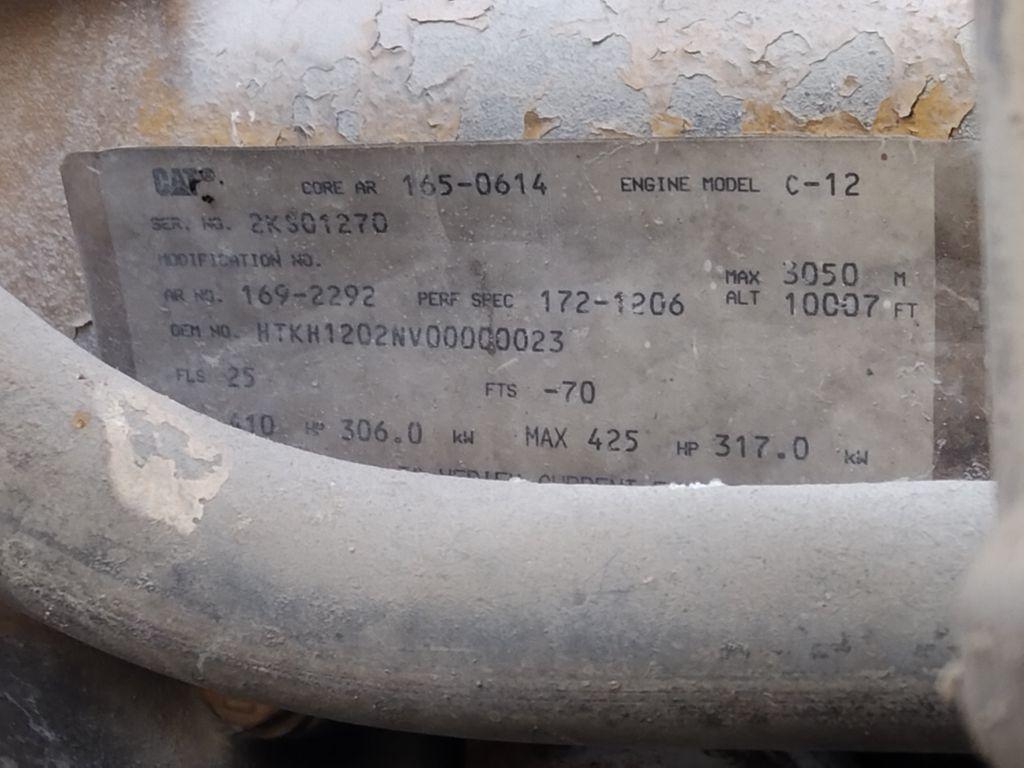 CAT®. CORE AR 165-0614 ENGINE MODEL C-12
SER. NO. 2KS01270
MODIFICATION NO.
AR NO. 169-2292 PERF SPEC 172-1206 MAX ALT 3050 M 10007 FT
OEM NO. HTKH1202NV00000023
FLS 25 FTS -70
410 HP 306.0 kW MAX 425 HP 317.0 kW
VERIFY CURRENT